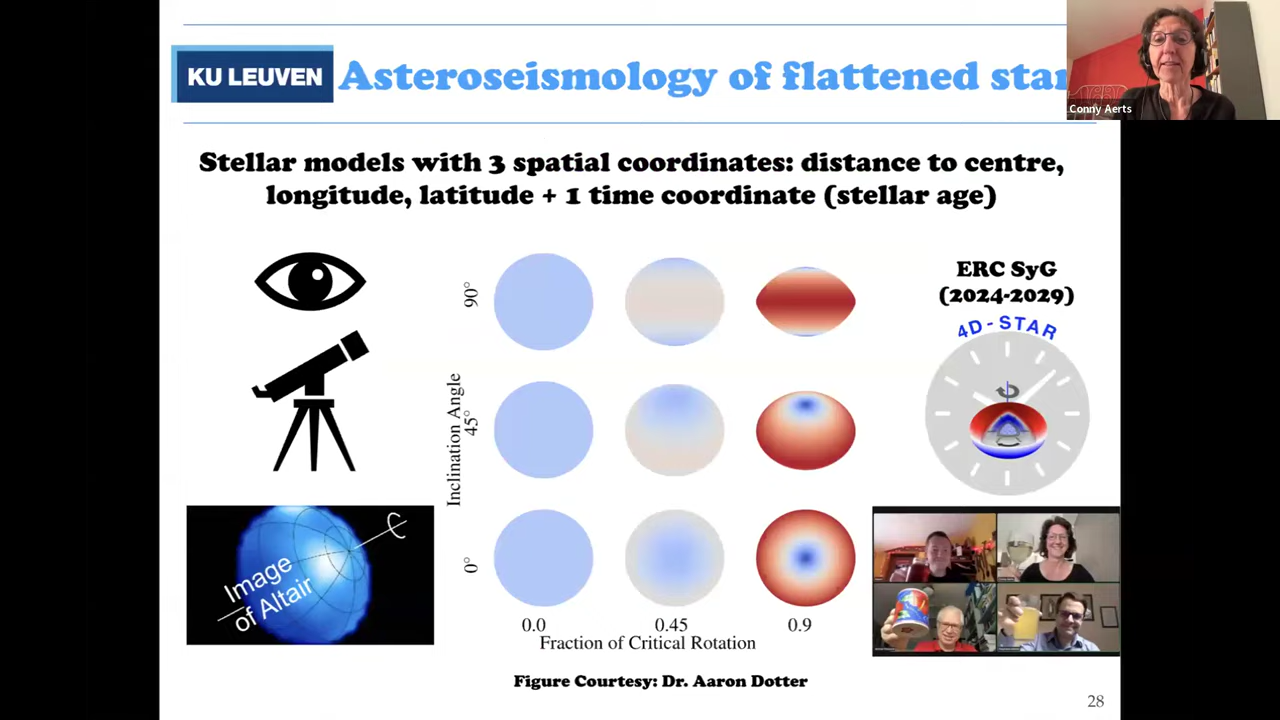 KU LEUVEN
Asteroseismology of flattened star
Conny Aerts
Stellar models with 3 spatial coordinates: distance to centre,
longitude, latitude + 1 time coordinate (stellar age)
ERC SyG
(2024-2029)
4D-STAR
Inclination Angle
90°
45°
0°
Image
of Altair
0.0
0.45
0.9
Fraction of Critical Rotation
Figure Courtesy: Dr. Aaron Dotter
28